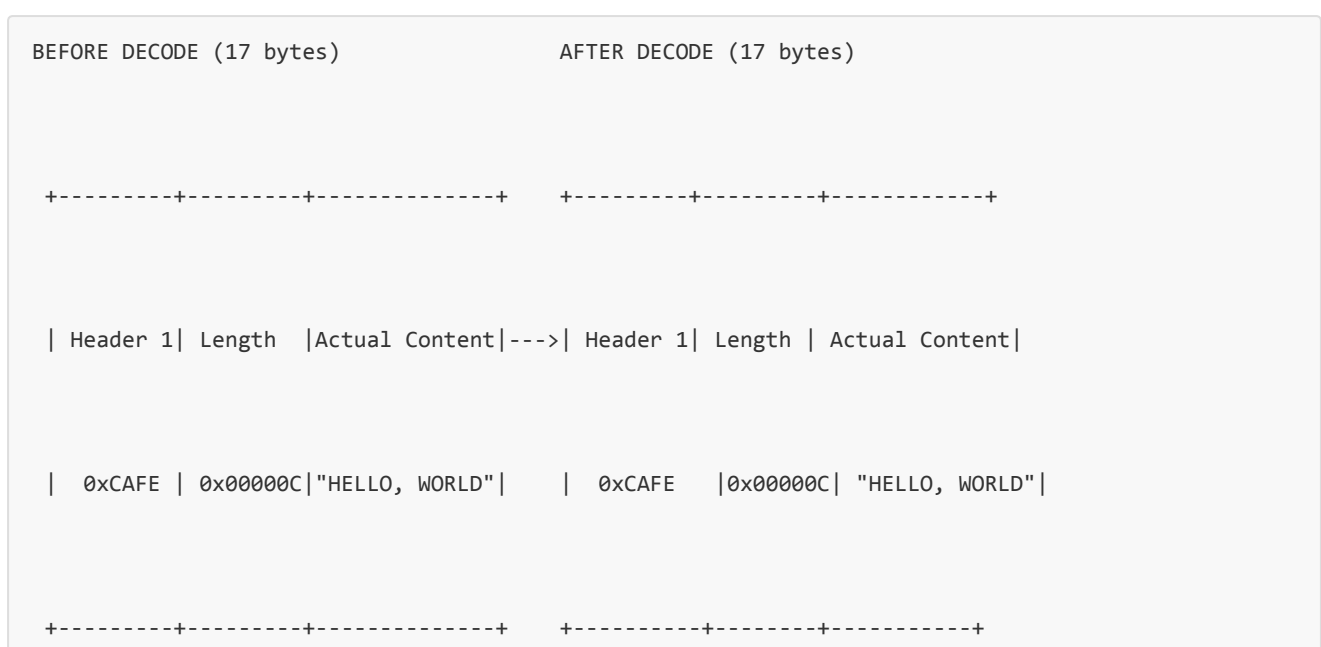 BEFORE DECODE (17 bytes)                 AFTER DECODE (17 bytes)
 +---------+---------+--------------+    +---------+---------+------------+
 | Header 1| Length  |Actual Content|--->| Header 1| Length | Actual Content|
 |  0xCAFE | 0x00000C|"HELLO, WORLD"|    |  0xCAFE   |0x00000C| "HELLO, WORLD"|
 +---------+---------+--------------+    +----------+--------+-----------+